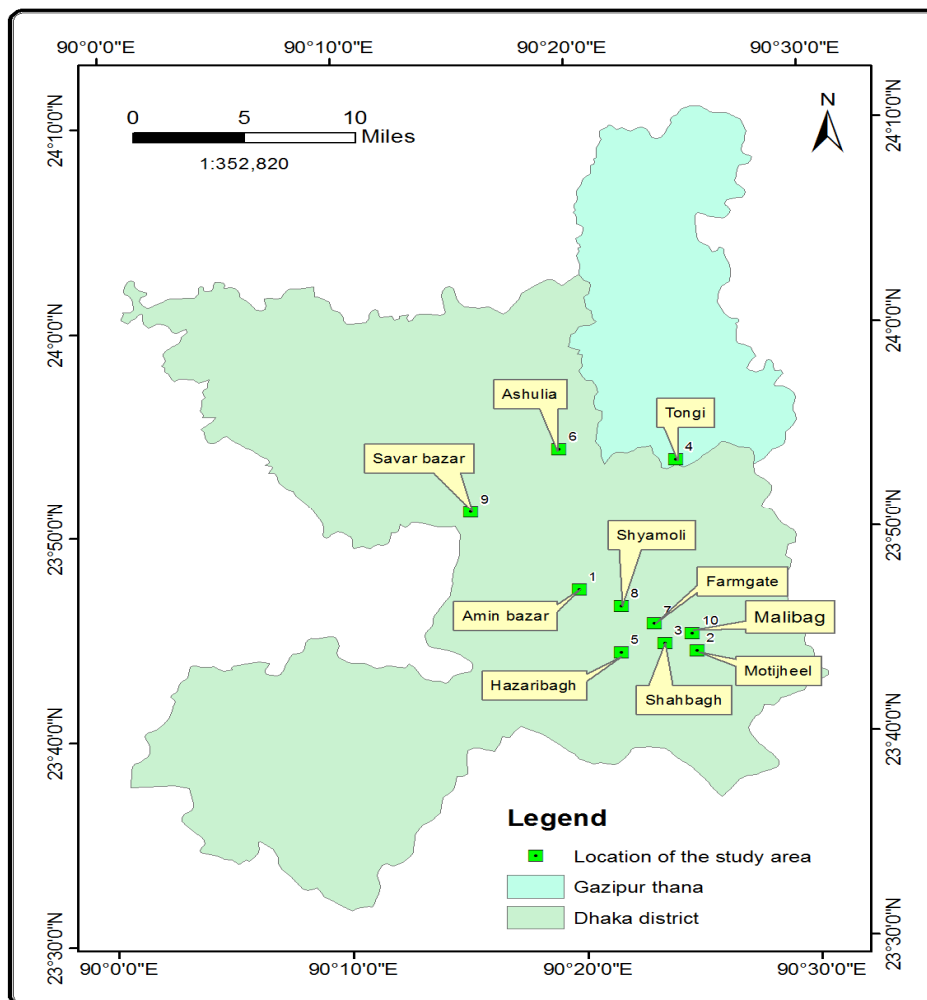 90°0'0"E 90°10'0"E 90°20'0"E 90°30'0"E
N
0 5 10
Miles
1:352,820
24°10'0"N
24°10'0"N
24°0'0"N
24°0'0"N
Ashulia
6
Tongi
4
Savar bazar
9
23°50'0"N
23°50'0"N
Shyamoli
8
Amin bazar
1
Farmgate
7
Malibag
10
Hazaribagh
5
Shahbagh
3
Motijheel
2
23°40'0"N
23°40'0"N
Legend
Location of the study area
Gazipur thana
Dhaka district
23°30'0"N
23°30'0"N
90°0'0"E 90°10'0"E 90°20'0"E 90°30'0"E